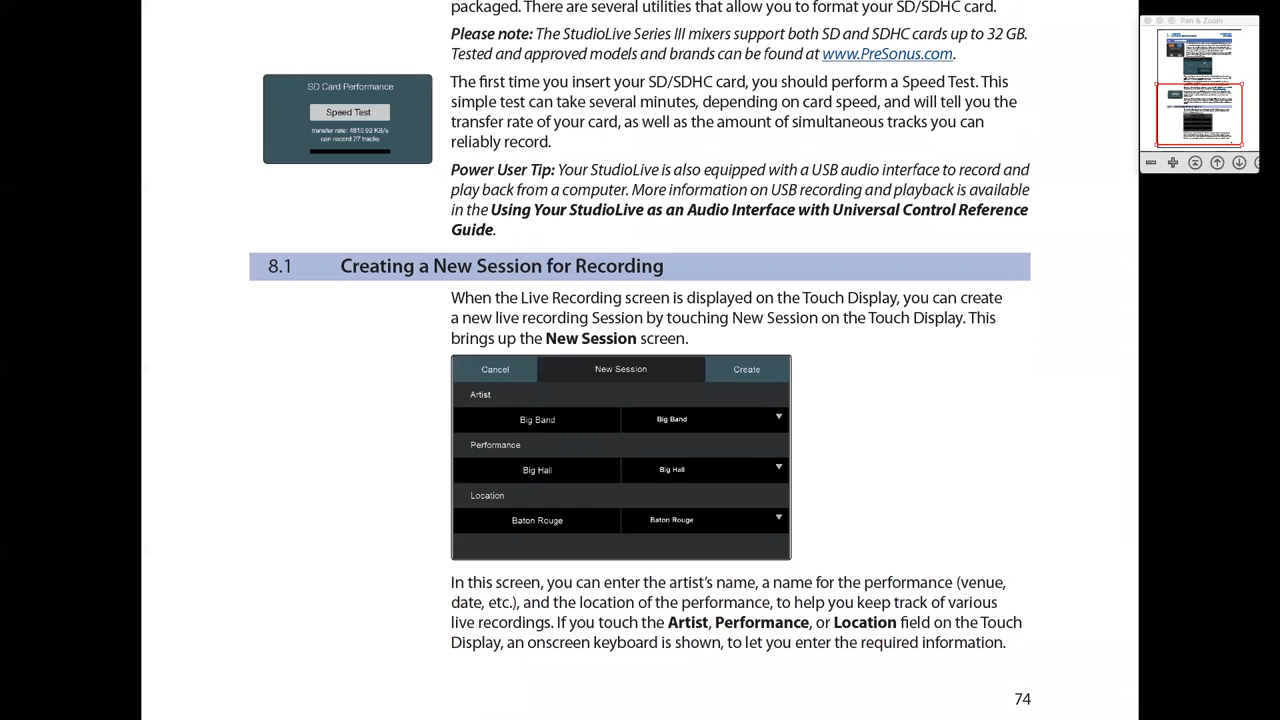 packaged. There are several utilities that allow you to format your SD/SDHC card.
Please note: The StudioLive Series III mixers support both SD and SDHC cards up to 32 GB.
Tested and approved models and brands can be found at www.PreSonus.com.
The first time you insert your SD/SDHC card, you should perform a Speed Test. This
simple test can take several minutes, depending on card speed, and will tell you the
transfer rate of your card, as well as the amount of simultaneous tracks you can
reliably record.
SD Card Performance
Speed Test
transfer rate: 4810.92 KB/s
can record 27 tracks
Power User Tip: Your StudioLive is also equipped with a USB audio interface to record and
play back from a computer. More information on USB recording and playback is available
in the Using Your StudioLive as an Audio Interface with Universal Control Reference
Guide.
8.1 Creating a New Session for Recording
When the Live Recording screen is displayed on the Touch Display, you can create
a new live recording Session by touching New Session on the Touch Display. This
brings up the New Session screen.
Cancel New Session Create
Artist
Big Band Big Band
Performance
Big Hall Big Hall
Location
Baton Rouge Baton Rouge
In this screen, you can enter the artist's name, a name for the performance (venue,
date, etc.), and the location of the performance, to help you keep track of various
live recordings. If you touch the Artist, Performance, or Location field on the Touch
Display, an onscreen keyboard is shown, to let you enter the required information.
74
Pan & Zoom